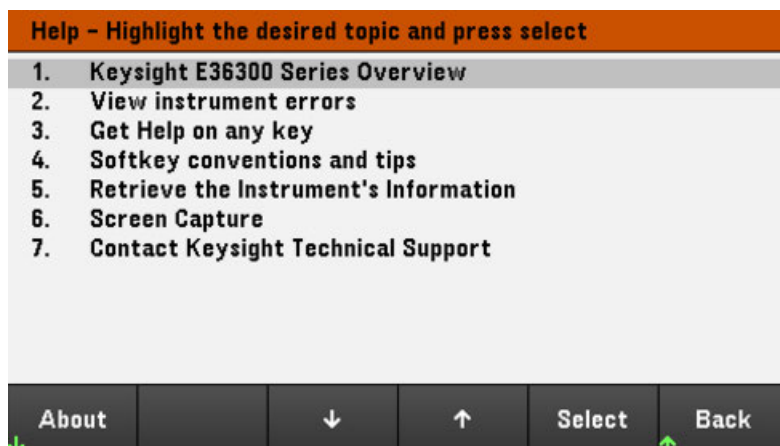 Help – Highlight the desired topic and press select
1. Keysight E36300 Series Overview
2. View instrument errors
3. Get Help on any key
4. Softkey conventions and tips
5. Retrieve the Instrument's Information
6. Screen Capture
7. Contact Keysight Technical Support
About ↓ ↑ Select Back